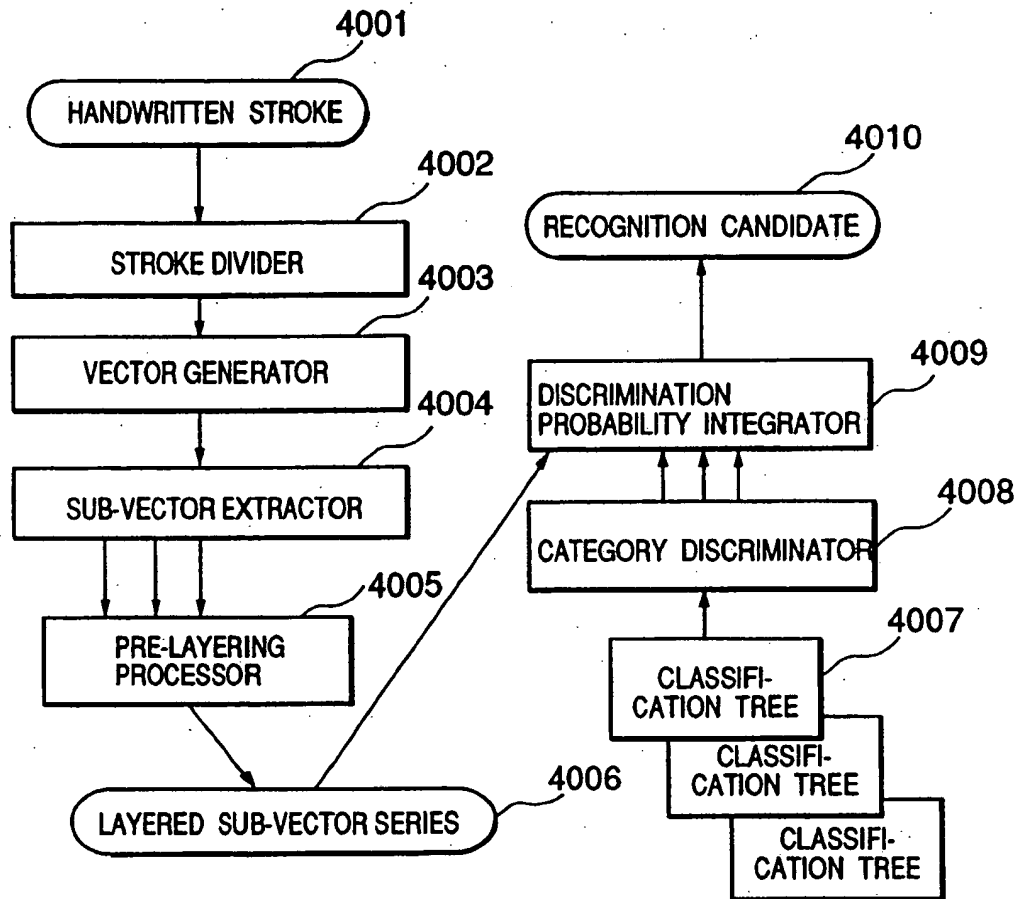 4001
HANDWRITTEN STROKE
4002
STROKE DIVIDER
4003
VECTOR GENERATOR
4004
SUB-VECTOR EXTRACTOR
4005
PRE-LAYERING
PROCESSOR
LAYERED SUB-VECTOR SERIES
4006
4010
RECOGNITION CANDIDATE
4009
DISCRIMINATION
PROBABILITY INTEGRATOR
4008
CATEGORY DISCRIMINATOR
4007
CLASSIFI-
CATION TREE
CLASSIFI-
CATION TREE
CLASSIFI-
CATION TREE